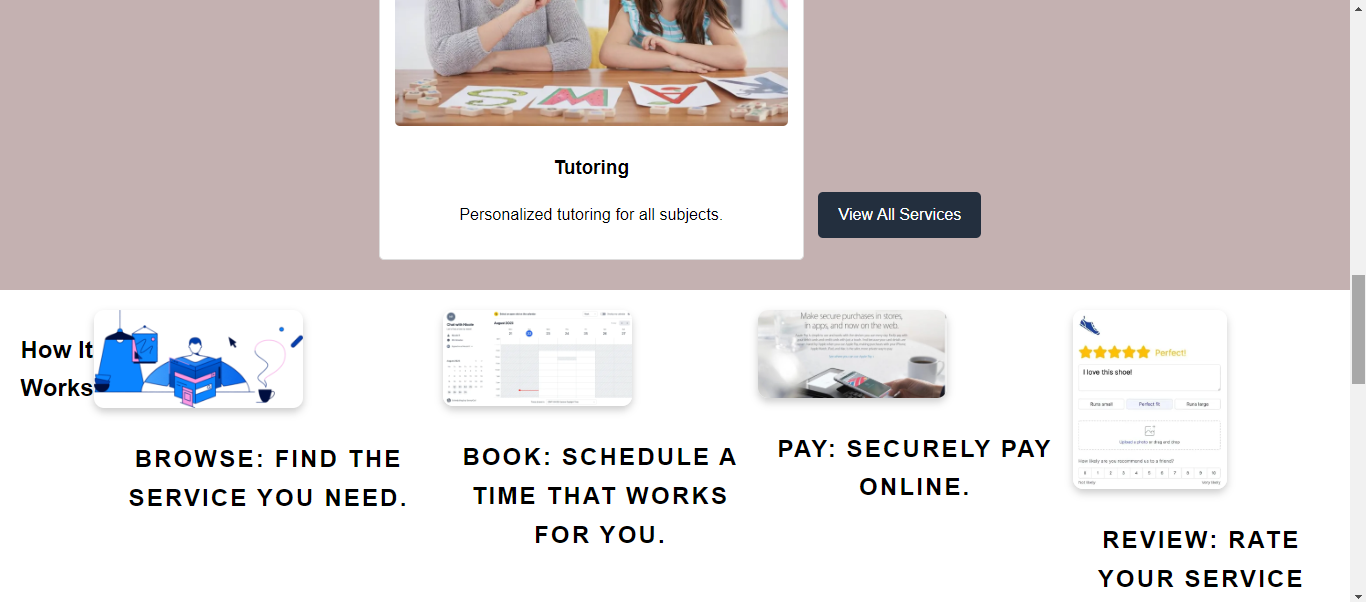 SMA
Tutoring
Personalized tutoring for all subjects.
View All Services
How It
Works
Chat with Nicole
August 2023
Make secure purchases in stores,
in apps, and now on the web.
Perfect!
I love this shoe!
Runs small
Perfect fit
Runs large
Upload a photo or drag and drop
How likely are you recommend us to a friend?
0 1 2 3 4 5 6 7 8 9 10
Not likely
Very likely
BROWSE: FIND THE
SERVICE YOU NEED.
BOOK: SCHEDULE A
TIME THAT WORKS
FOR YOU.
PAY: SECURELY PAY
ONLINE.
REVIEW: RATE
YOUR SERVICE